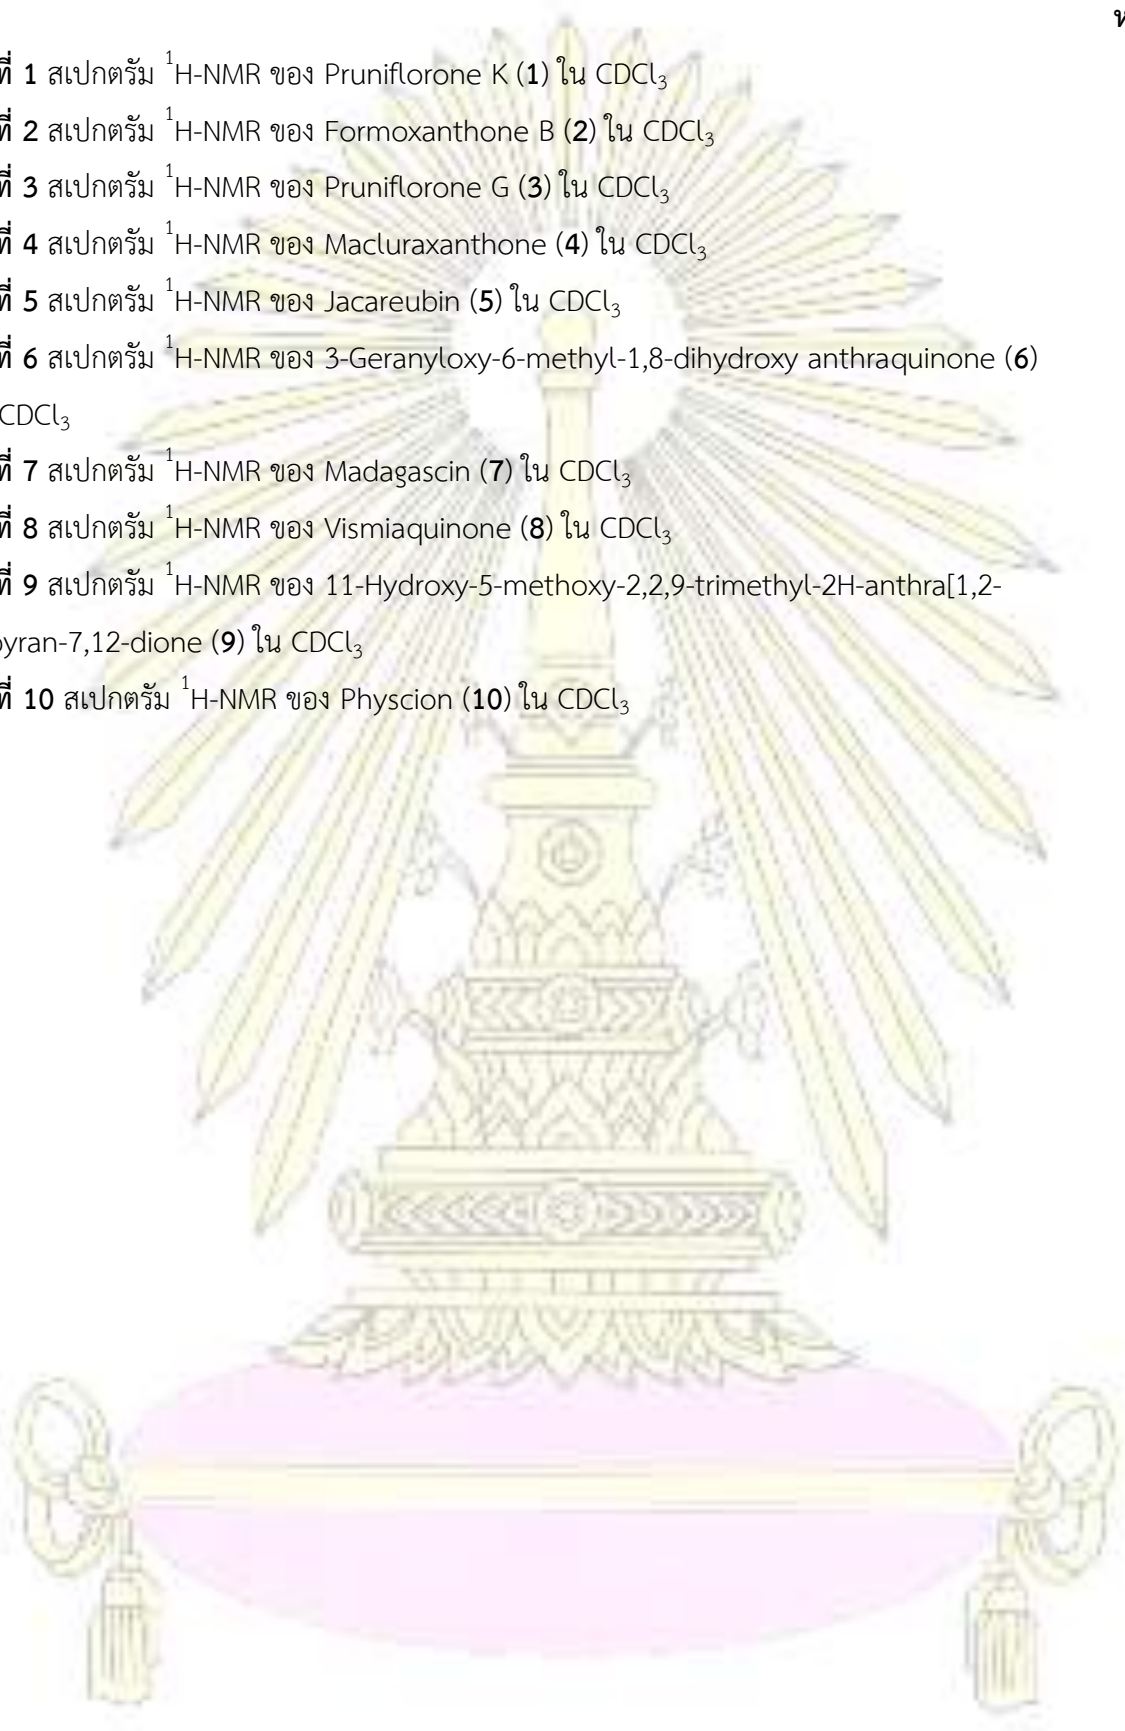 ที่ 1 สเปกตรัม ¹H-NMR ของ Pruniflorone K (1) ใน CDCl₃
ที่ 2 สเปกตรัม ¹H-NMR ของ Formoxanthone B (2) ใน CDCl₃
ที่ 3 สเปกตรัม ¹H-NMR ของ Pruniflorone G (3) ใน CDCl₃
ที่ 4 สเปกตรัม ¹H-NMR ของ Macluraxanthone (4) ใน CDCl₃
ที่ 5 สเปกตรัม ¹H-NMR ของ Jacareubin (5) ใน CDCl₃
ที่ 6 สเปกตรัม ¹H-NMR ของ 3-Geranyloxy-6-methyl-1,8-dihydroxy anthraquinone (6)
CDCl₃
ที่ 7 สเปกตรัม ¹H-NMR ของ Madagascin (7) ใน CDCl₃
ที่ 8 สเปกตรัม ¹H-NMR ของ Vismiaquinone (8) ใน CDCl₃
ที่ 9 สเปกตรัม ¹H-NMR ของ 11-Hydroxy-5-methoxy-2,2,9-trimethyl-2H-anthra[1,2-
pyran-7,12-dione (9) ใน CDCl₃
ที่ 10 สเปกตรัม ¹H-NMR ของ Physcion (10) ใน CDCl₃